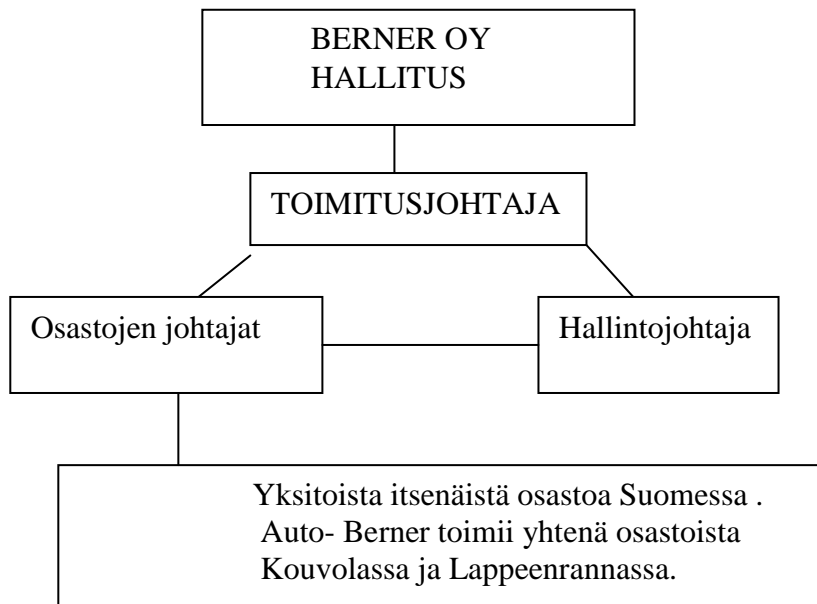 BERNER OY
HALLITUS
TOIMITUSJOHTAJA
Osastojen johtajat
Hallintojohtaja
Yksitoista itsenäistä osastoa Suomessa .
Auto- Berner toimii yhtenä osastoista
Kouvolassa ja Lappeenrannassa.